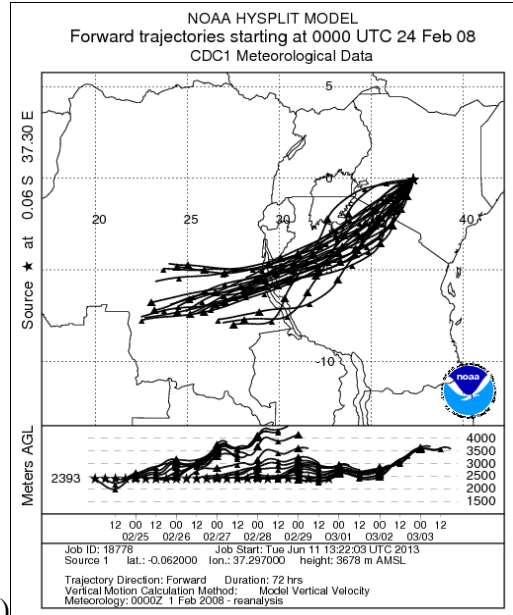 NOAA HYSPLIT MODEL
Forward trajectories starting at 0000 UTC 24 Feb 08
CDC1 Meteorological Data
Source ★ at 0.06 S 37.30 E
5
0
20 25 30 40
-10
noaa
Meters AGL
2393
4000
3500
3000
2500
2000
1500
12 00 12 00 12 00 12 00 12 00 12 00 12 00 12 00 12
02/25 02/26 02/27 02/28 02/29 03/01 03/02 03/03
Job ID: 18778 Job Start: Tue Jun 11 13:22:03 UTC 2013
Source 1 lat.: -0.062000 lon.: 37.297000 height: 3678 m AMSL
Trajectory Direction: Forward Duration: 72 hrs
Vertical Motion Calculation Method: Model Vertical Velocity
Meteorology: 0000Z 1 Feb 2008 - reanalysis
)